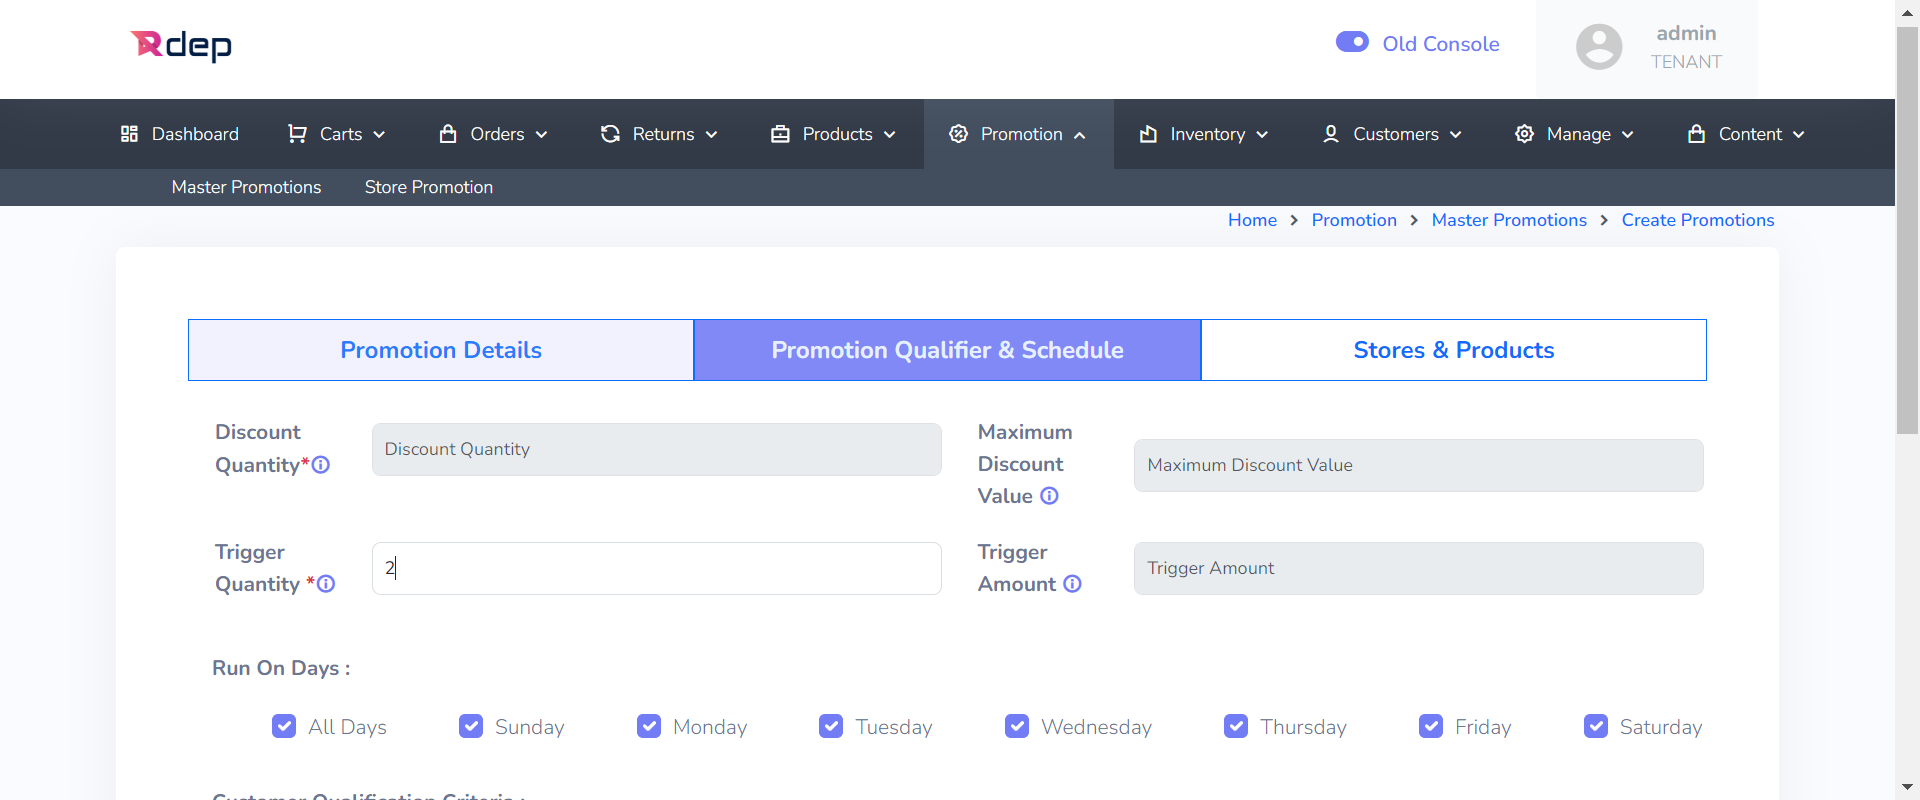 Rdep
Old Console
admin
TENANT
Dashboard
Carts
Orders
Returns
Products
Promotion
Inventory
Customers
Manage
Content
Master Promotions
Store Promotion
Home > Promotion > Master Promotions > Create Promotions
Promotion Details
Promotion Qualifier & Schedule
Stores & Products
Discount
Quantity*
Discount Quantity
Maximum
Discount
Value
Maximum Discount Value
Trigger
Quantity *
2
Trigger
Amount
Trigger Amount
Run On Days :
All Days
Sunday
Monday
Tuesday
Wednesday
Thursday
Friday
Saturday
Customer Qualification Criteria :